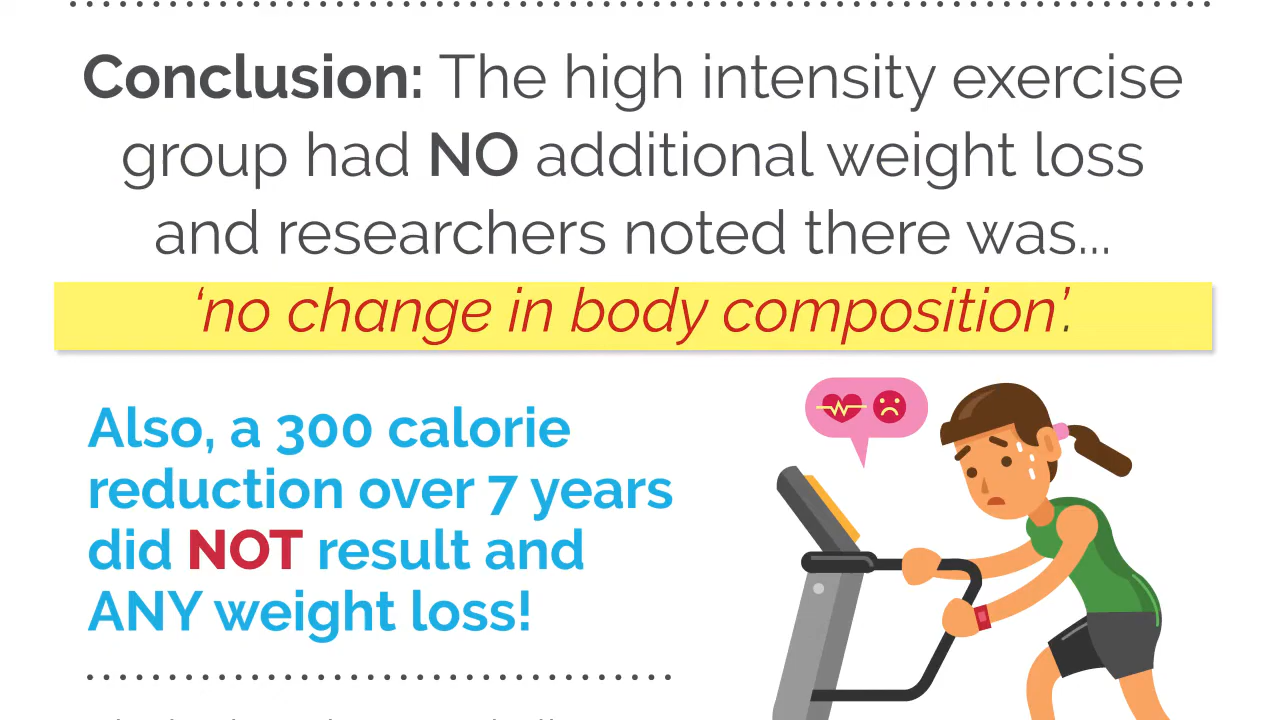 Conclusion: The high intensity exercise
group had NO additional weight loss
and researchers noted there was...
‘no change in body composition’.
Also, a 300 calorie
reduction over 7 years
did NOT result and
ANY weight loss!